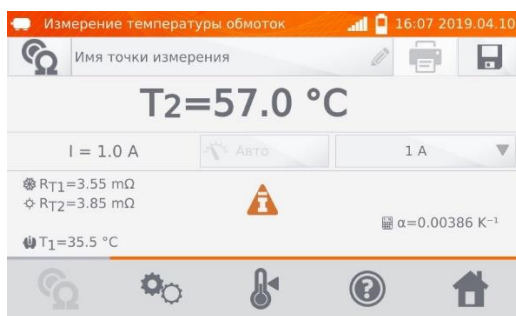 Измерение температуры обмоток 16:07 2019.04.10
Имя точки измерения
T2=57.0 °C
I = 1.0 A Авто 1 A
RT1=3.55 mΩ
RT2=3.85 mΩ
α=0.00386 K⁻¹
T1=35.5 °C